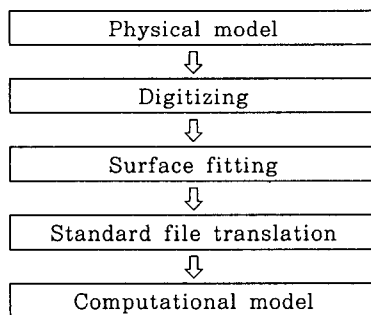 Physical model
Digitizing
Surface fitting
Standard file translation
Computational model